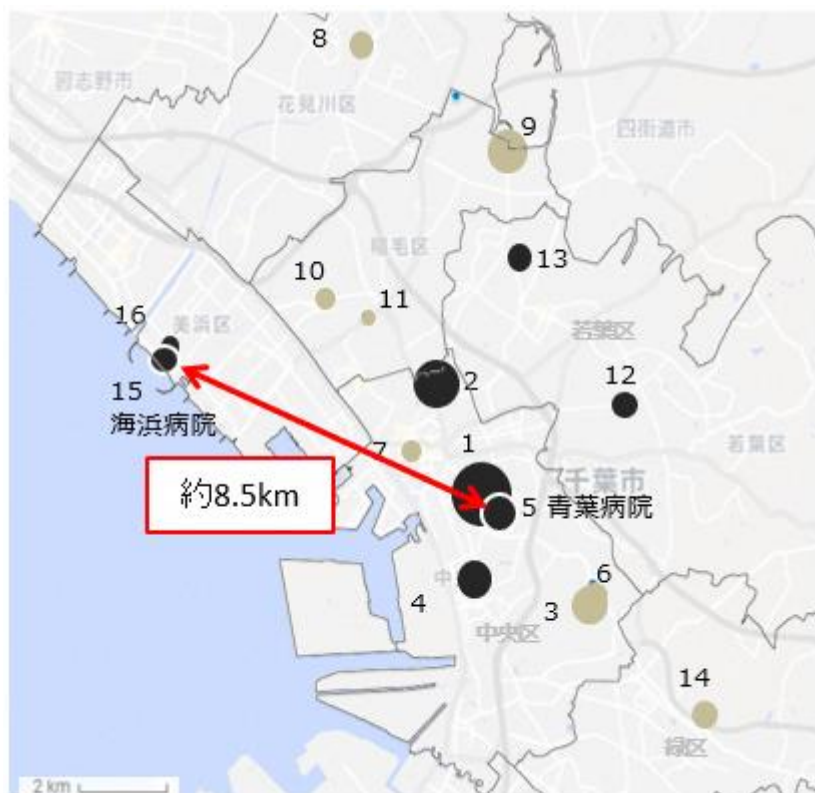 8
習志野市
花見川区
9
四街道市
稲毛区
13
10
11
16
美浜区
若葉区
2
12
15
海浜病院
1
7
若葉区
千葉市
約8.5km
5 青葉病院
中
6
4
3
中央区
14
緑区
2 km